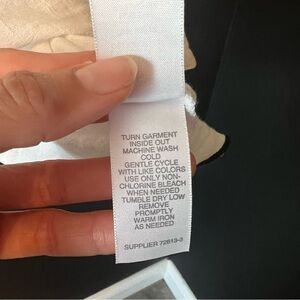 TURN GARMENT
INSIDE OUT
MACHINE WASH
COLD
GENTLE CYCLE
WITH LIKE COLORS
USE ONLY NON-
CHLORINE BLEACH
WHEN NEEDED
TUMBLE DRY LOW
REMOVE
PROMPTLY
WARM IRON
AS NEEDED
SUPPLIER 72813-3